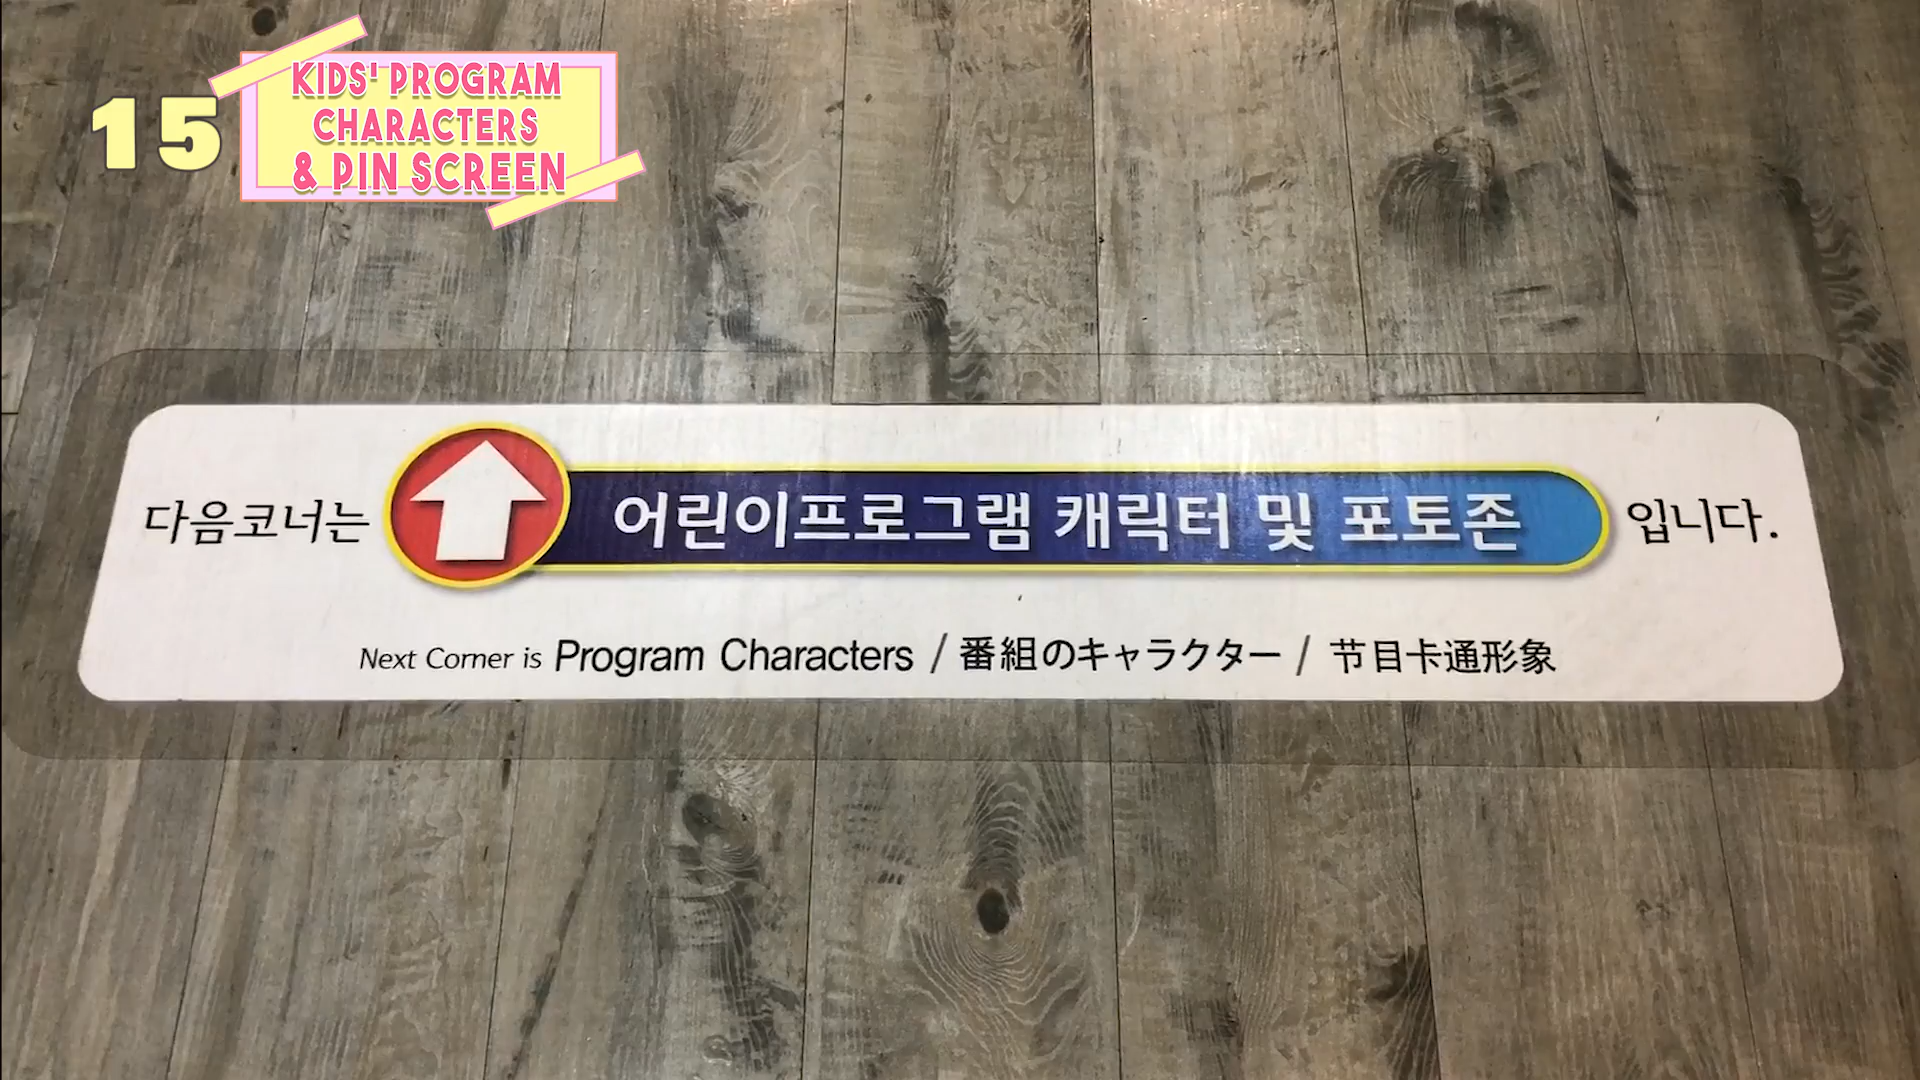 15
KIDS' PROGRAM
CHARACTERS
& PIN SCREEN
다음코너는 어린이프로그램 캐릭터 및 포토존 입니다.
Next Corner is Program Characters / 番組のキャラクター / 节目卡通形象